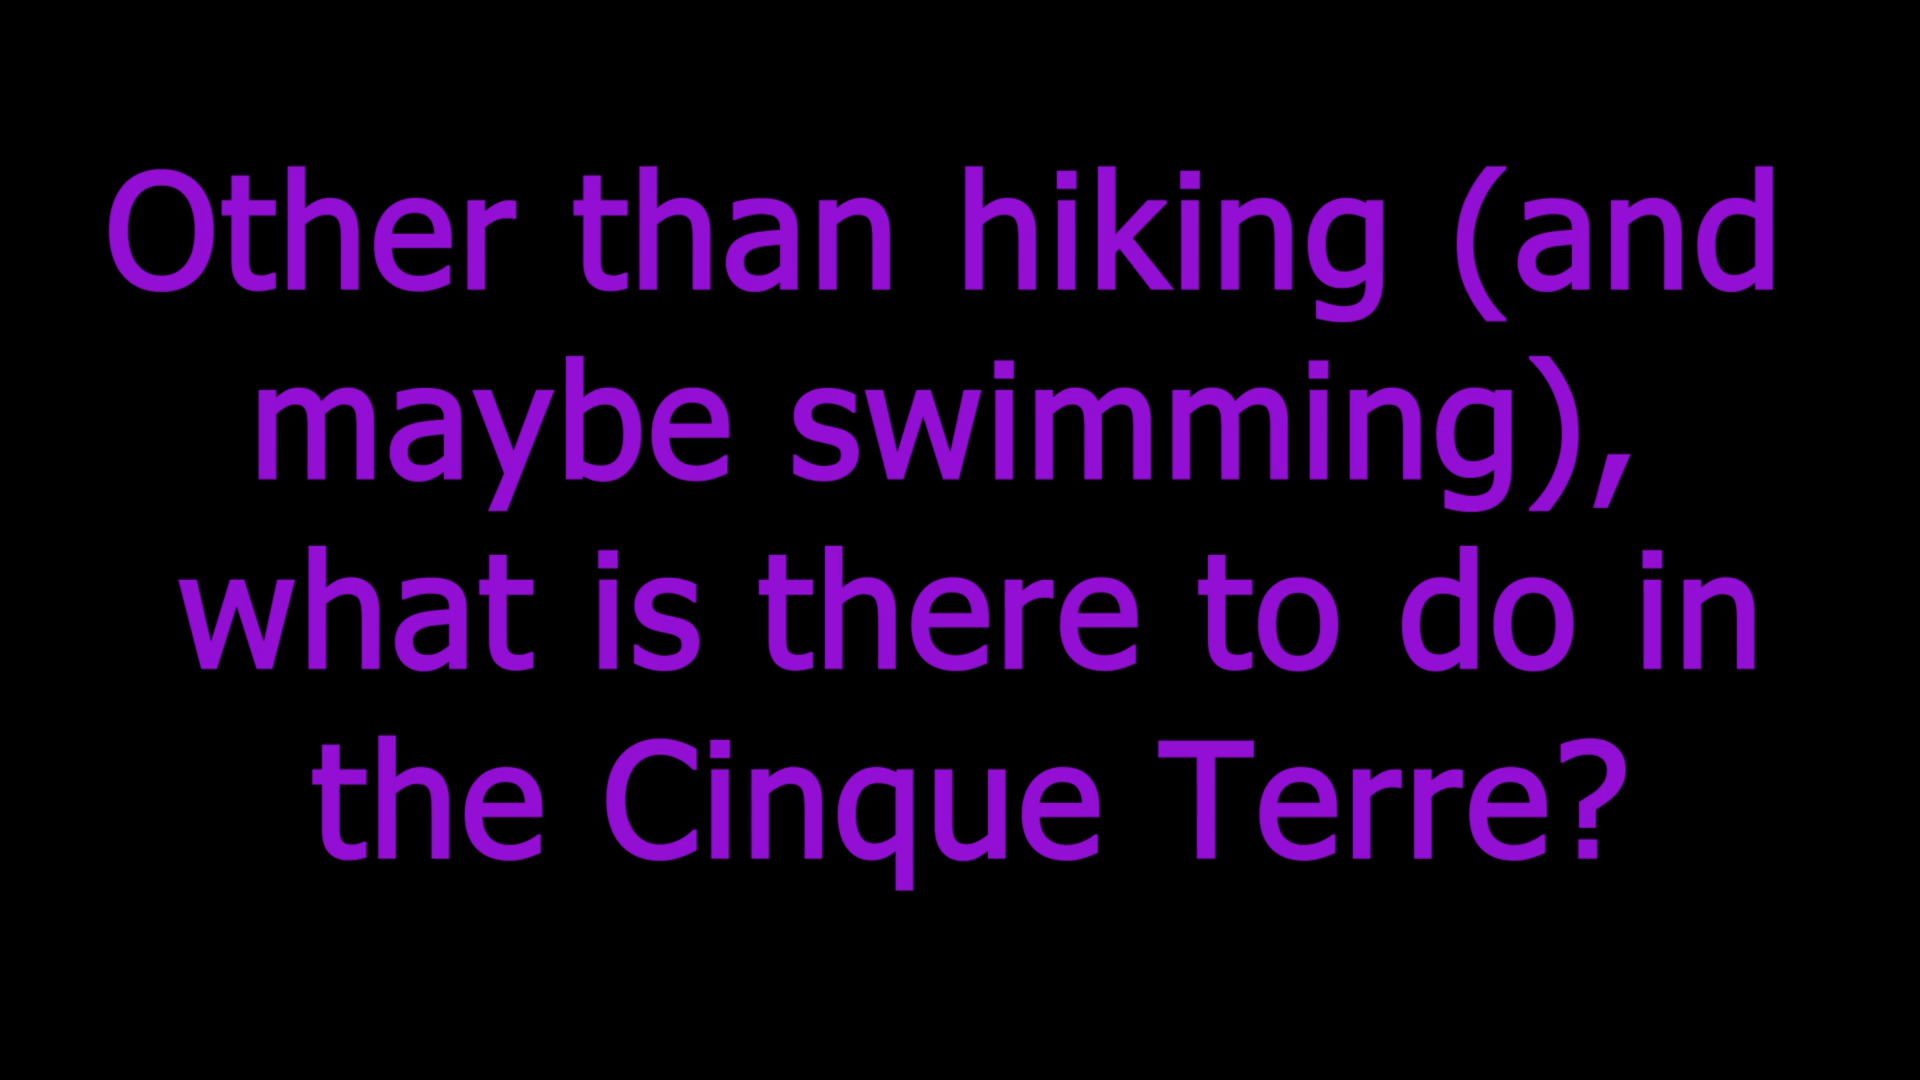 Other than hiking (and
maybe swimming),
what is there to do in
the Cinque Terre?